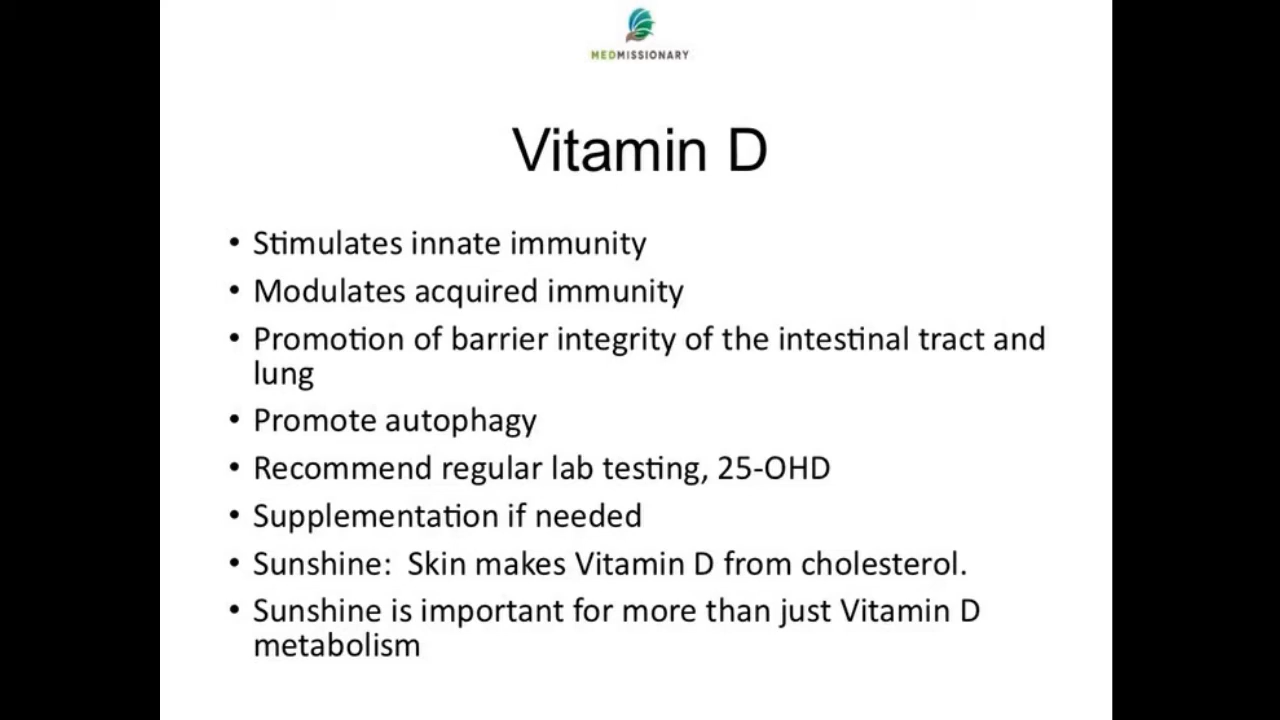 MEDMISSIONARY
Vitamin D
• Stimulates innate immunity
• Modulates acquired immunity
• Promotion of barrier integrity of the intestinal tract and
lung
• Promote autophagy
• Recommend regular lab testing, 25-OHD
• Supplementation if needed
• Sunshine:  Skin makes Vitamin D from cholesterol.
• Sunshine is important for more than just Vitamin D
metabolism